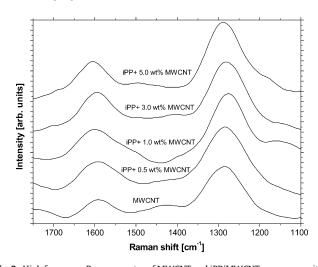 Intensity [arb. units]
iPP+ 5.0 wt% MWCNT
iPP+ 3.0 wt% MWCNT
iPP+ 1.0 wt% MWCNT
iPP+ 0.5 wt% MWCNT
MWCNT
1700 1600 1500 1400 1300 1200 1100
Raman shift [cm⁻¹]